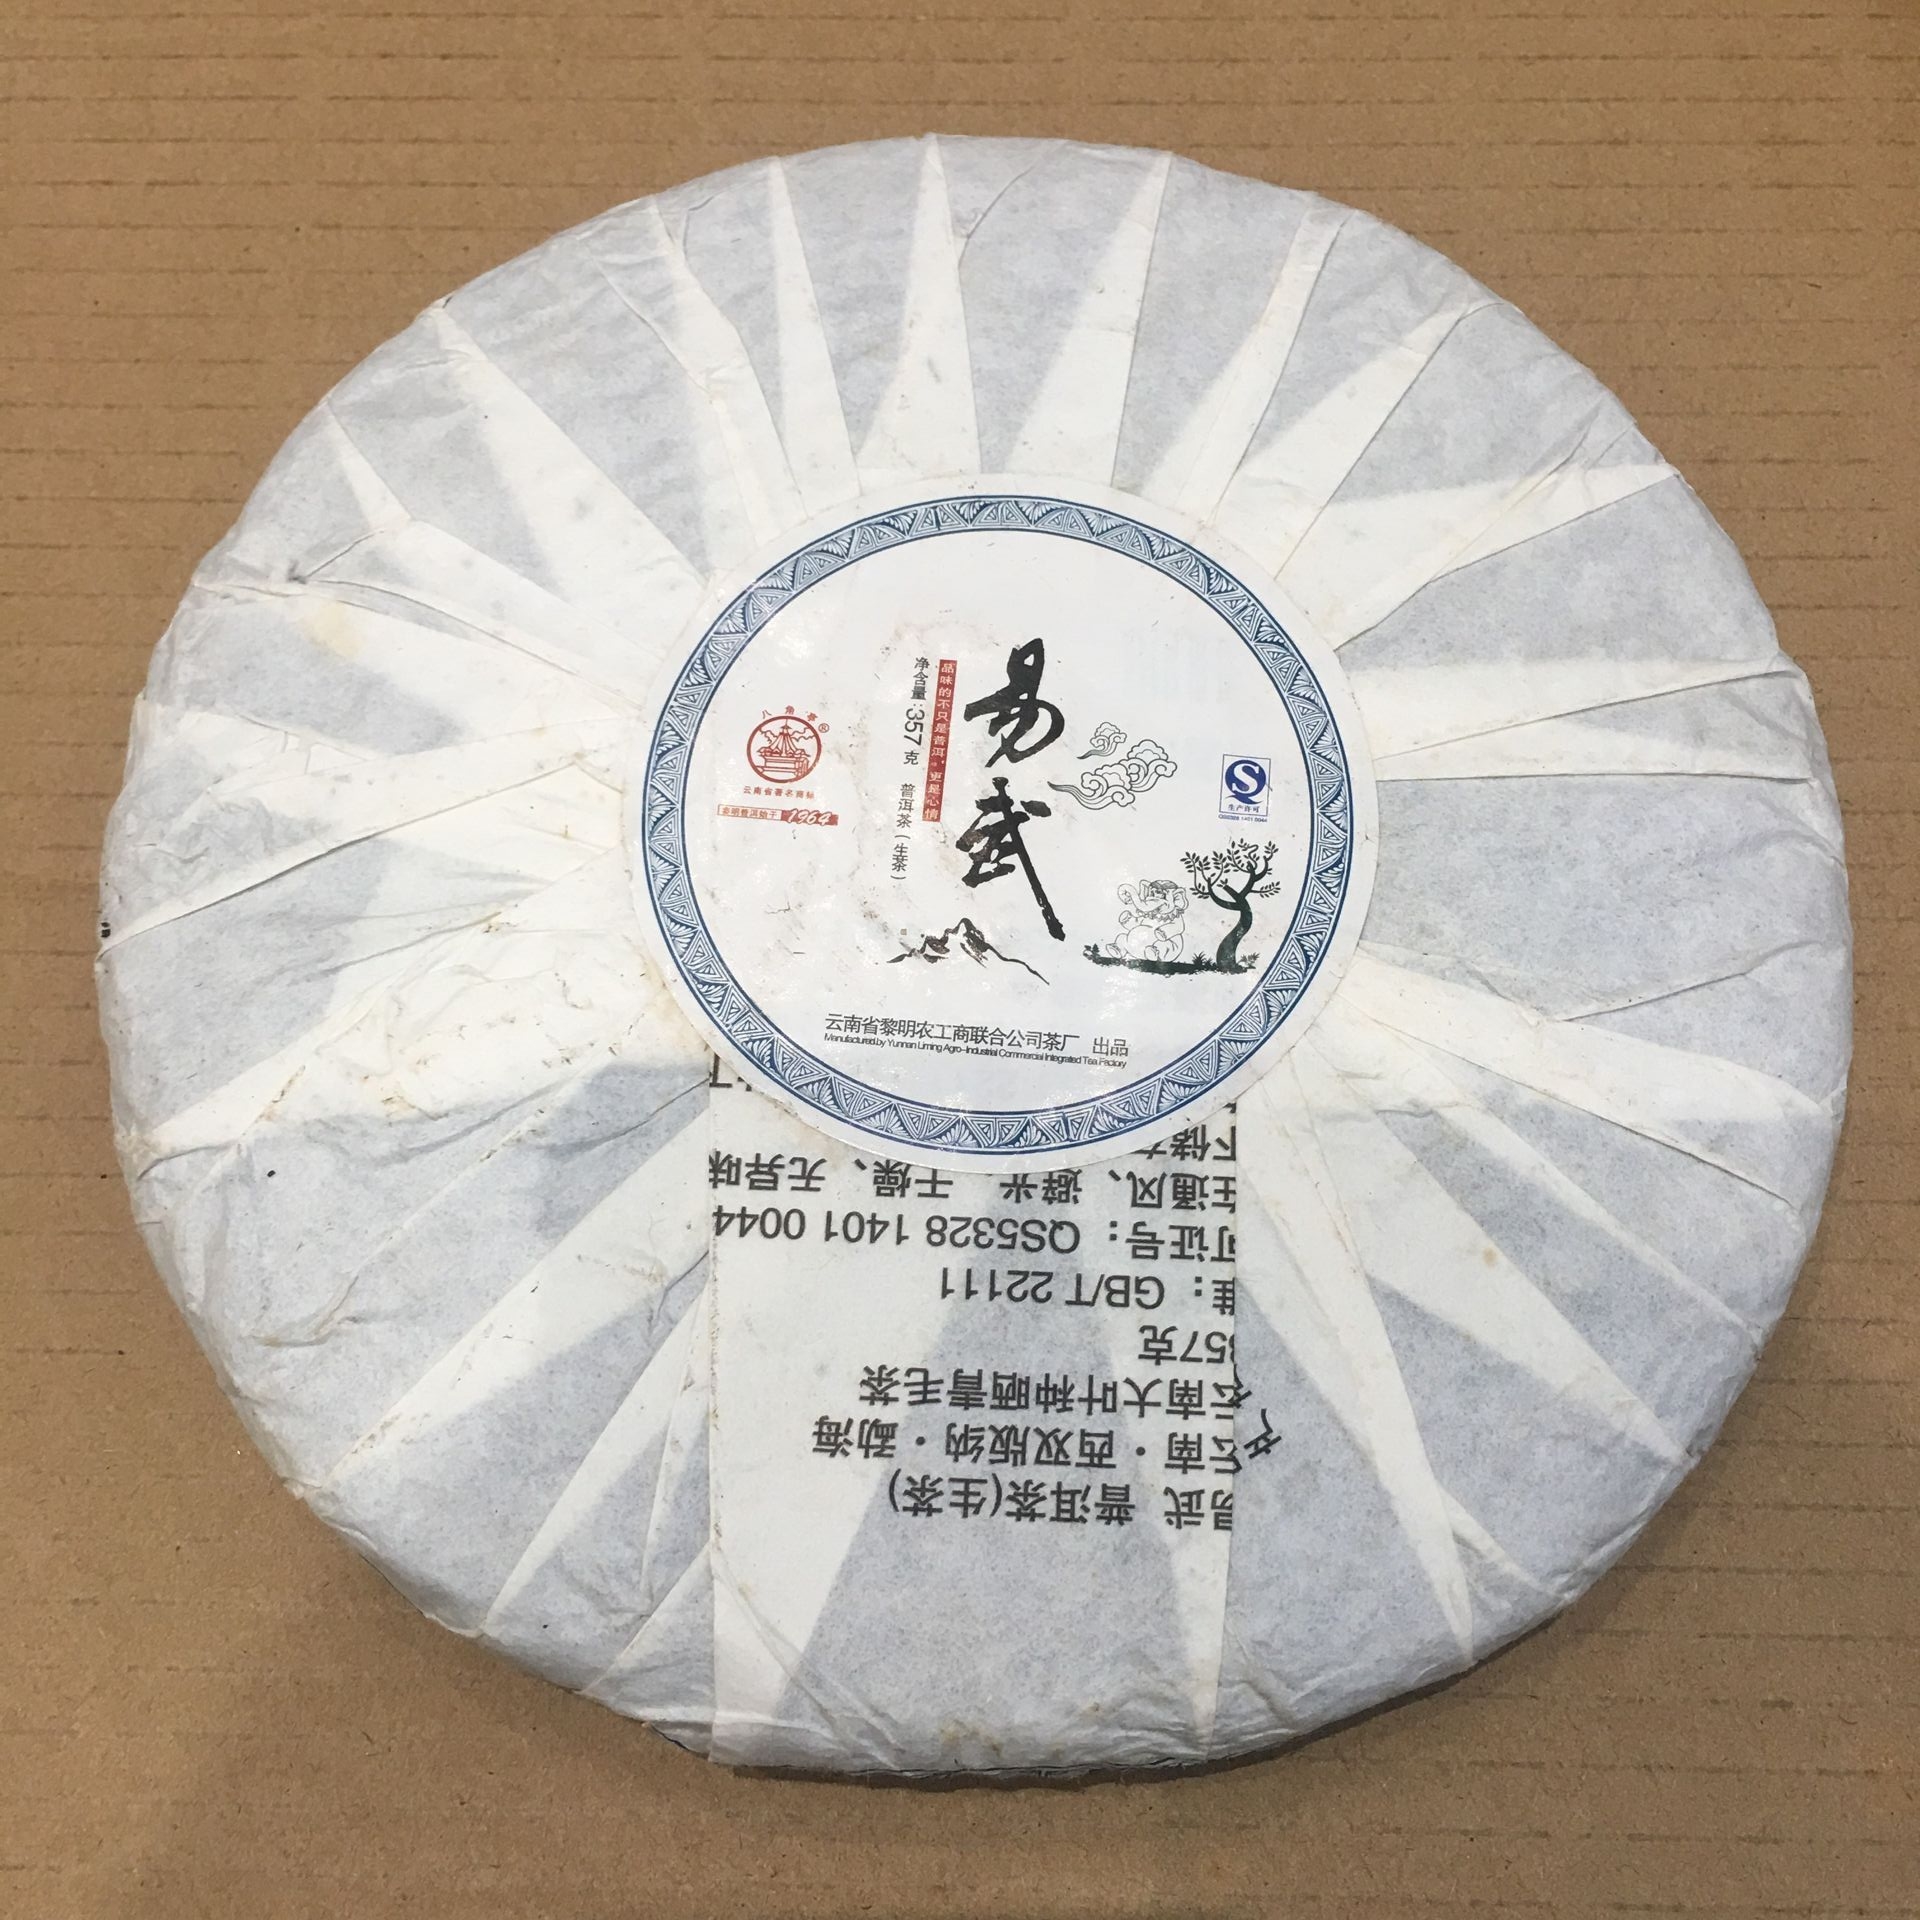 易武
品味的不只是普洱，更是心情
净含量:357克 普洱茶（生茶）
八角亭®
云南省著名商标
黎明普洱始于1964
生产许可
QS5328 1401 0044
云南省黎明农工商联合公司茶厂 出品
Manufactured by Yunnan Liming Agro-Industrial Commercial Integrated Tea Factory
易武 普洱茶(生茶)
云南·西双版纳·勐海
云南大叶种晒青毛茶
357克
: GB/T 22111
可证号: QS5328 1401 0044
通风、避光、干燥、无异味
下储存